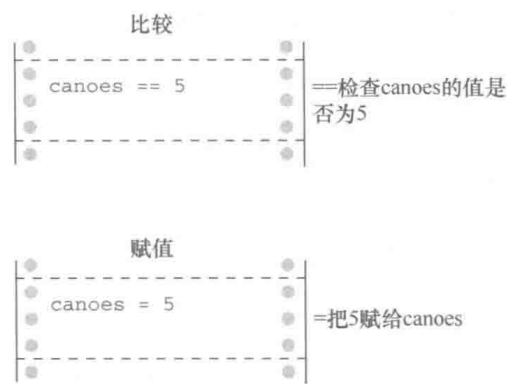 比较
canoes == 5
==检查canoes的值是
否为5
赋值
canoes = 5
=把5赋给canoes